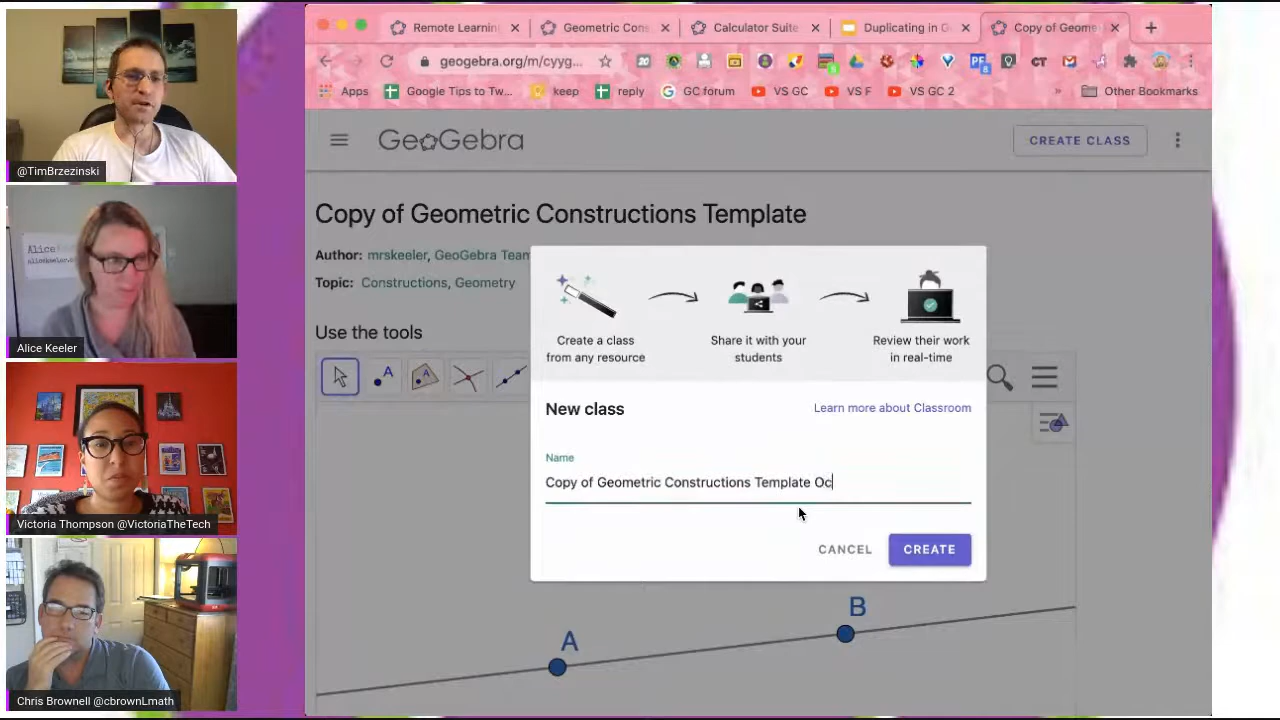 @TimBrzezinski
Alice
Alice Keeler
Victoria Thompson @VictoriaTheTech
Chris Brownell @cbrownLmath
Remote Learnin
Geometric Cons
Calculator Suite
Duplicating in G
Copy of Geome
geogebra.org/m/cyyg...
Apps
Google Tips to Tw...
keep
reply
GC forum
VS GC
VS F
VS GC 2
»
Other Bookmarks
GeoGebra
CREATE CLASS
Copy of Geometric Constructions Template
Author: mrskeeler, GeoGebra Team
Topic: Constructions, Geometry
Use the tools
Create a class
from any resource
Share it with your
students
Review their work
in real-time
New class
Learn more about Classroom
Name
Copy of Geometric Constructions Template Oc
CANCEL
CREATE
A
B